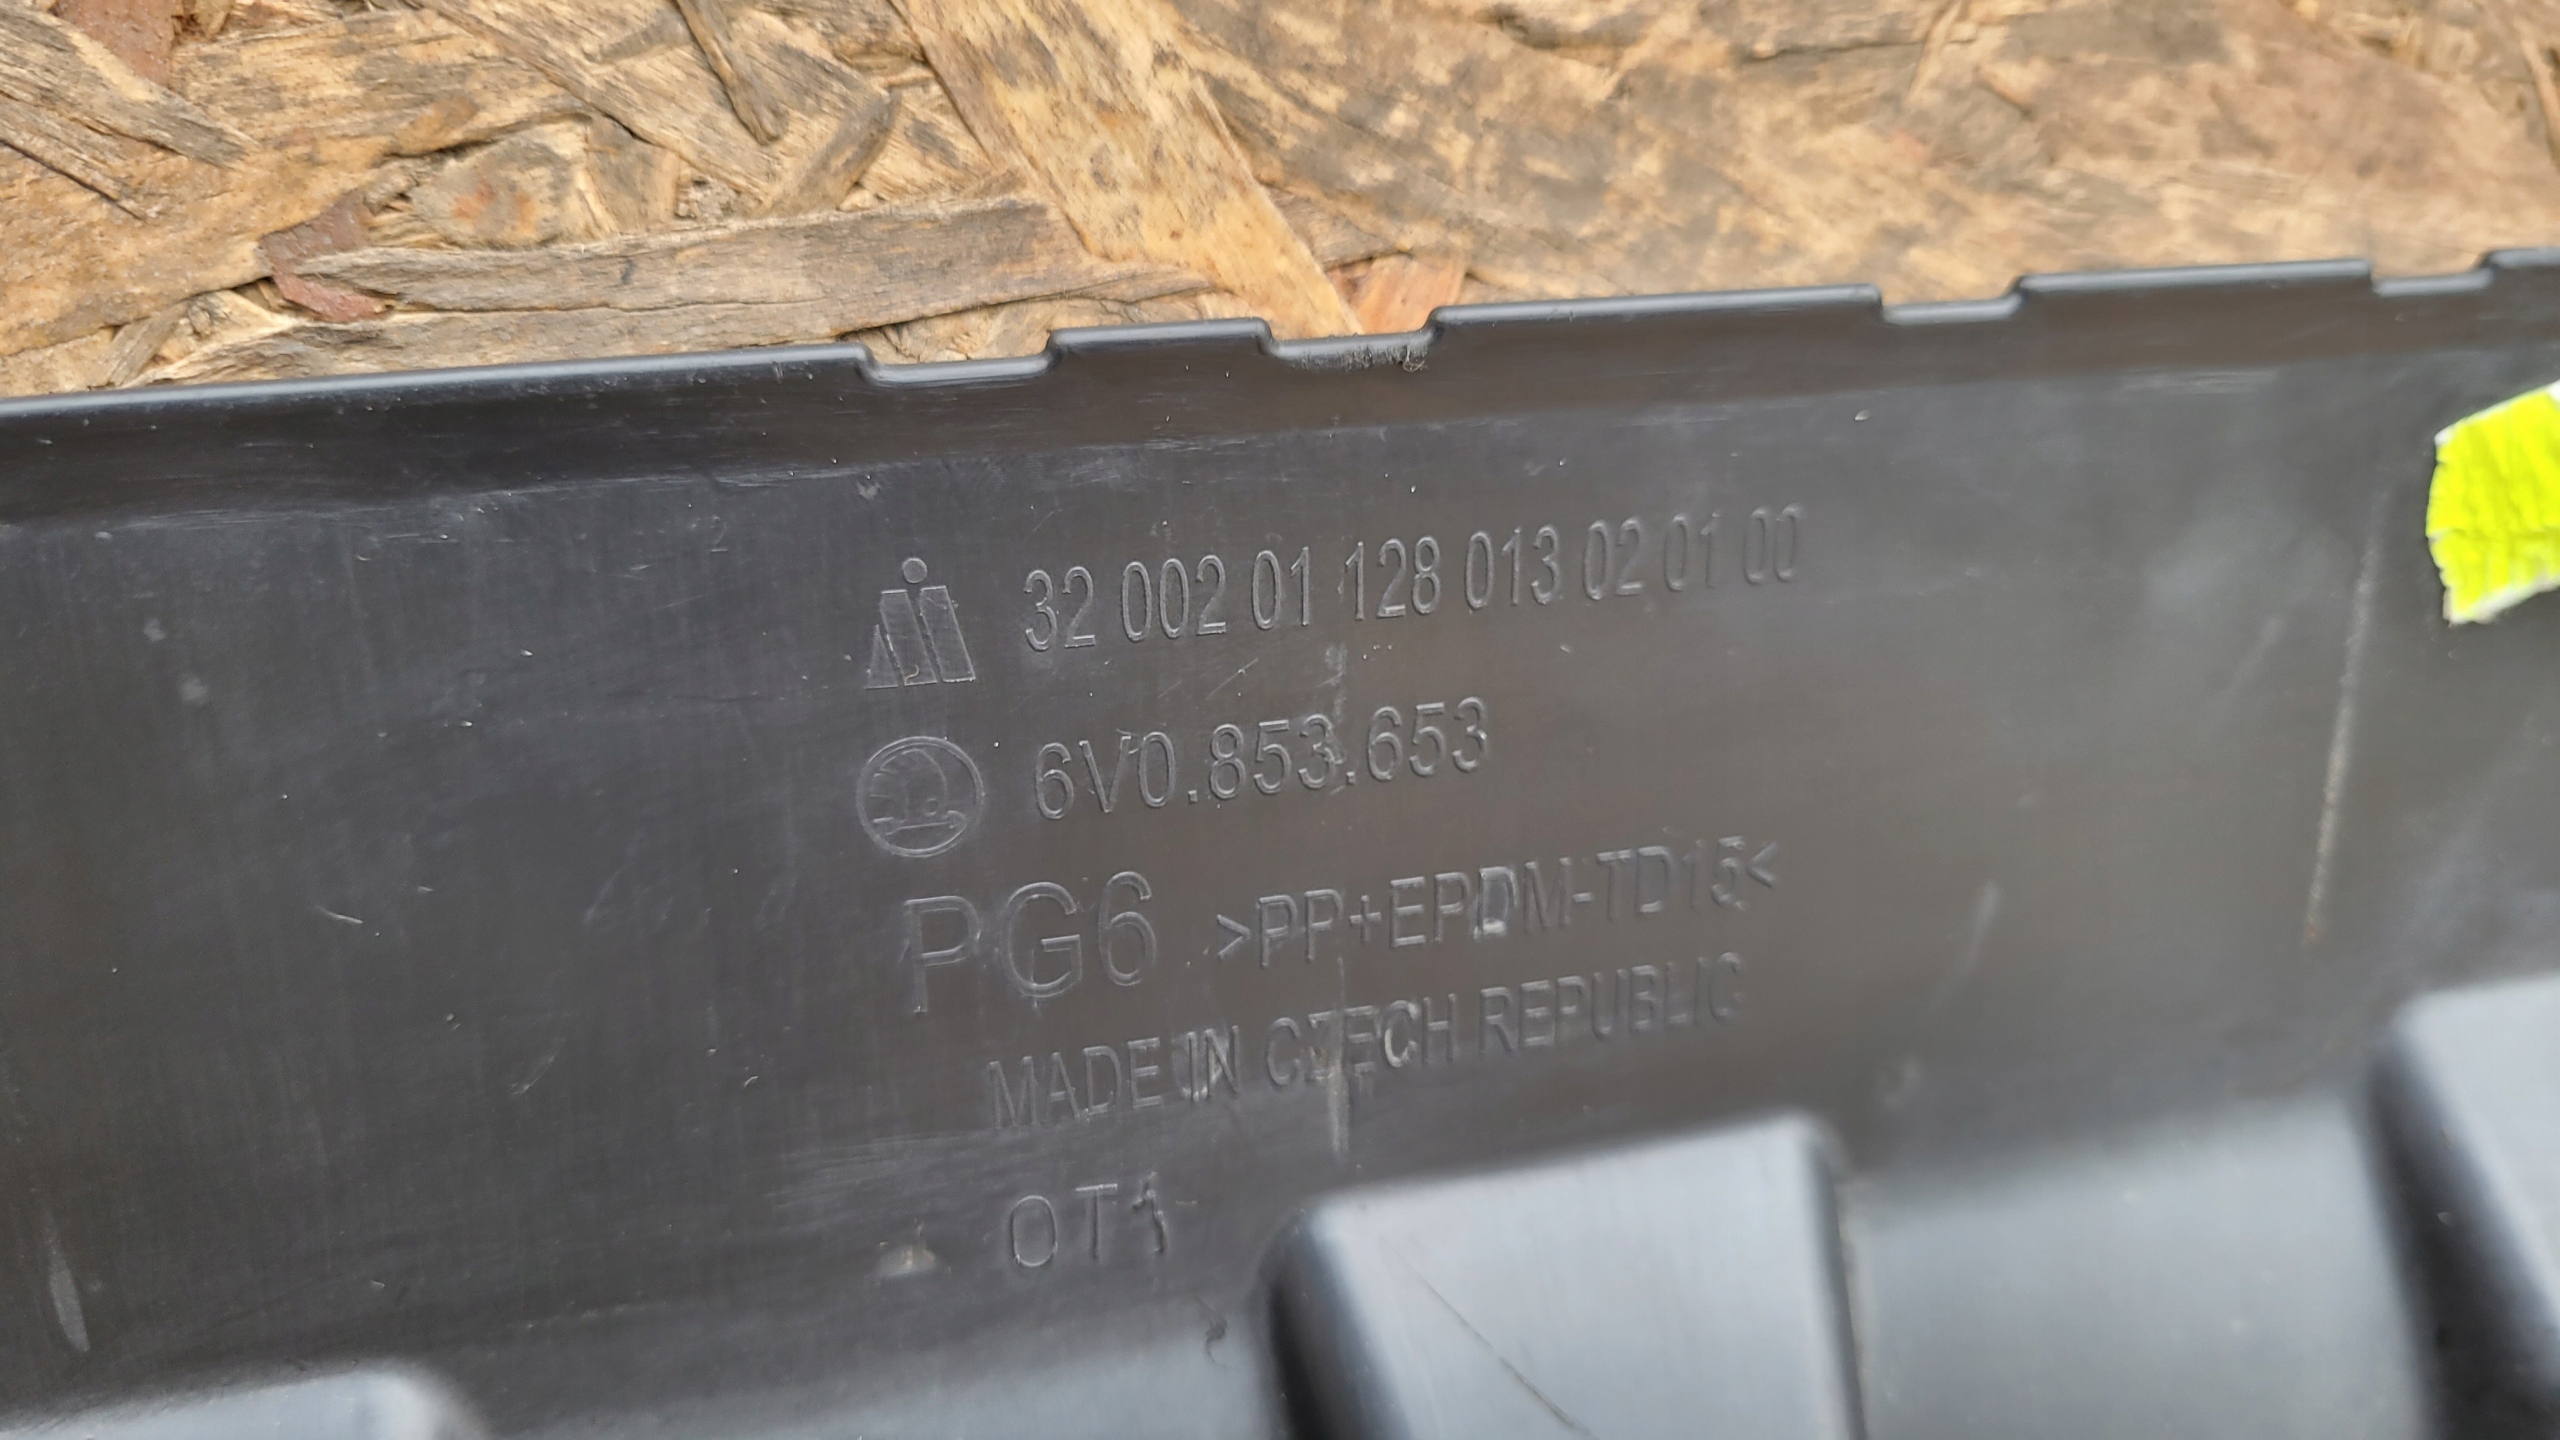 32 002 01 128 013 02 01 00
6V0.853.653
PG6 >PP+EPDM-TD15<
MADE IN CZECH REPUBLIC
OT1